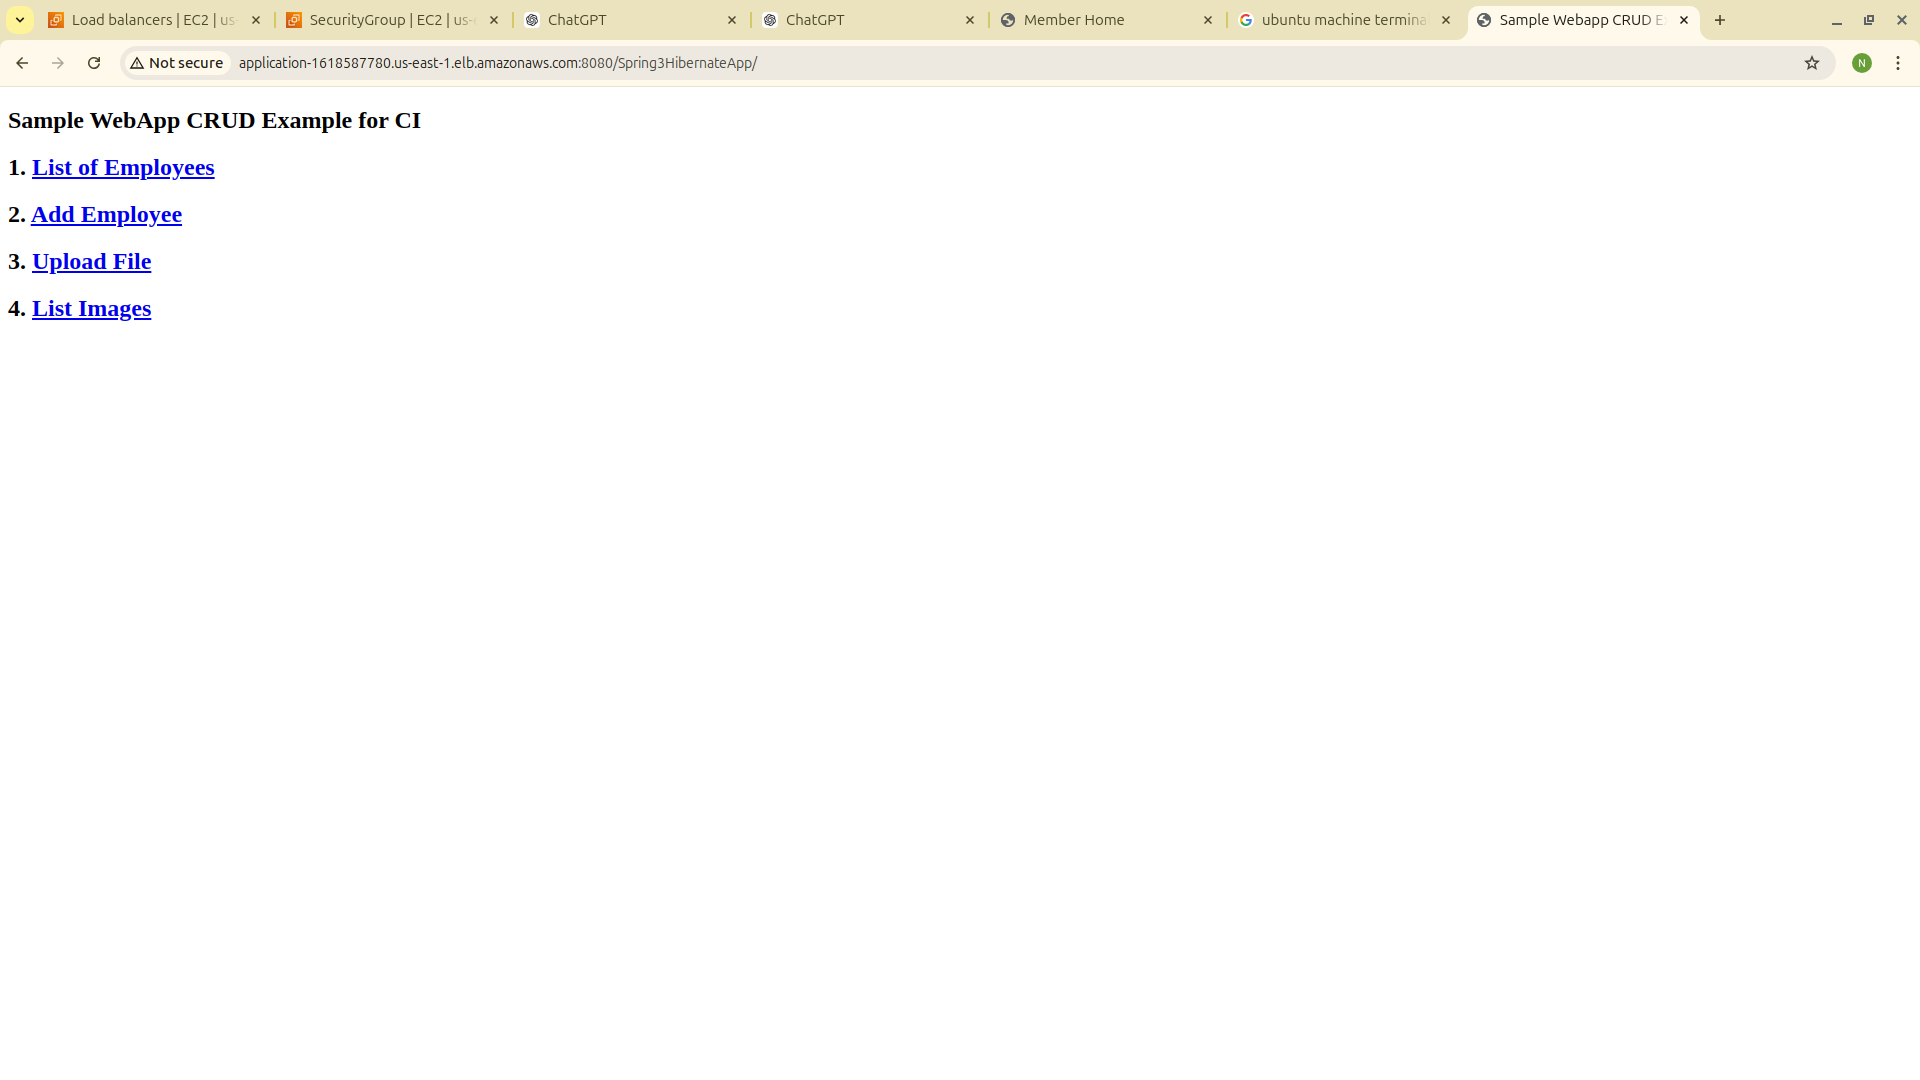 Load balancers | EC2 | us-
SecurityGroup | EC2 | us-e
ChatGPT
ChatGPT
Member Home
ubuntu machine termina
Sample Webapp CRUD E
Not secure
application-1618587780.us-east-1.elb.amazonaws.com:8080/Spring3HibernateApp/
N
Sample WebApp CRUD Example for CI
1. List of Employees
2. Add Employee
3. Upload File
4. List Images